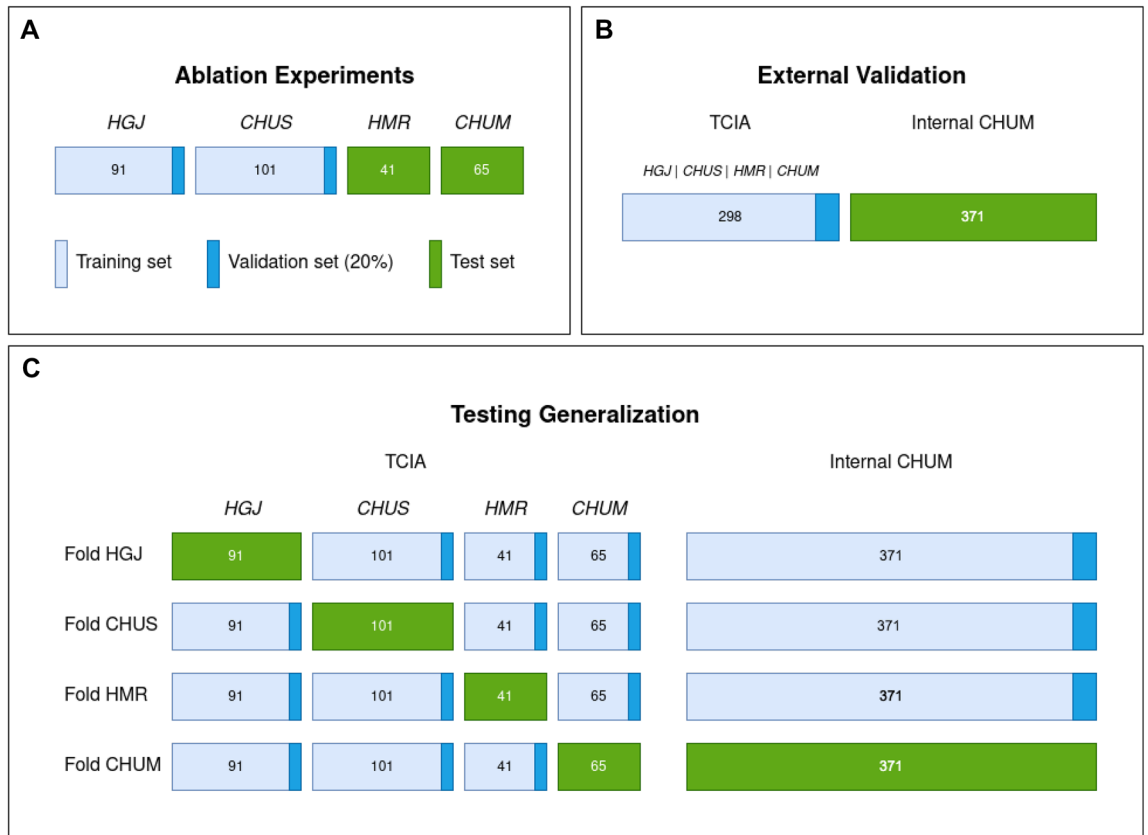 A
Ablation Experiments
HGJ CHUS HMR CHUM
91 101 41 65
Training set Validation set (20%) Test set
B
External Validation
TCIA Internal CHUM
HGJ | CHUS | HMR | CHUM
298 371
C
Testing Generalization
TCIA Internal CHUM
HGJ CHUS HMR CHUM
Fold HGJ 91 101 41 65 371
Fold CHUS 91 101 41 65 371
Fold HMR 91 101 41 65 371
Fold CHUM 91 101 41 65 371